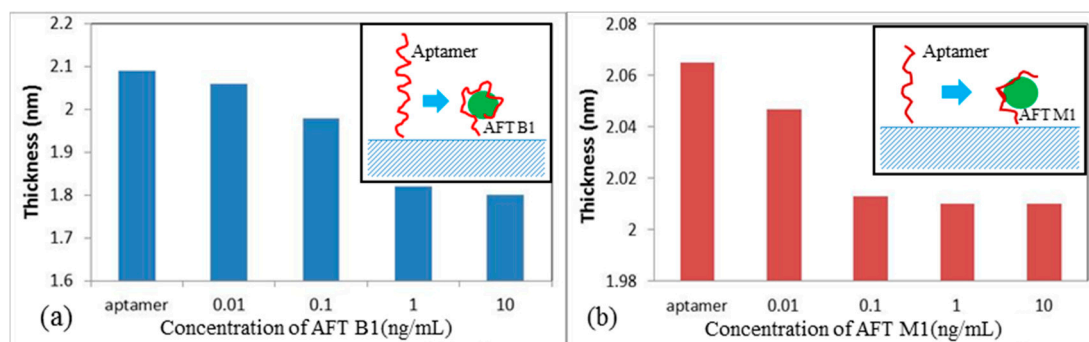 2.2
2.1
2
1.9
1.8
1.7
1.6
Thickness (nm)
Aptamer
AFT B1
aptamer 0.01 0.1 1 10
(a) Concentration of AFT B1(ng/mL)
2.08
2.06
2.04
2.02
2
1.98
Thickness (nm)
Aptamer
AFT M1
aptamer 0.01 0.1 1 10
(b) Concentration of AFT M1(ng/mL)